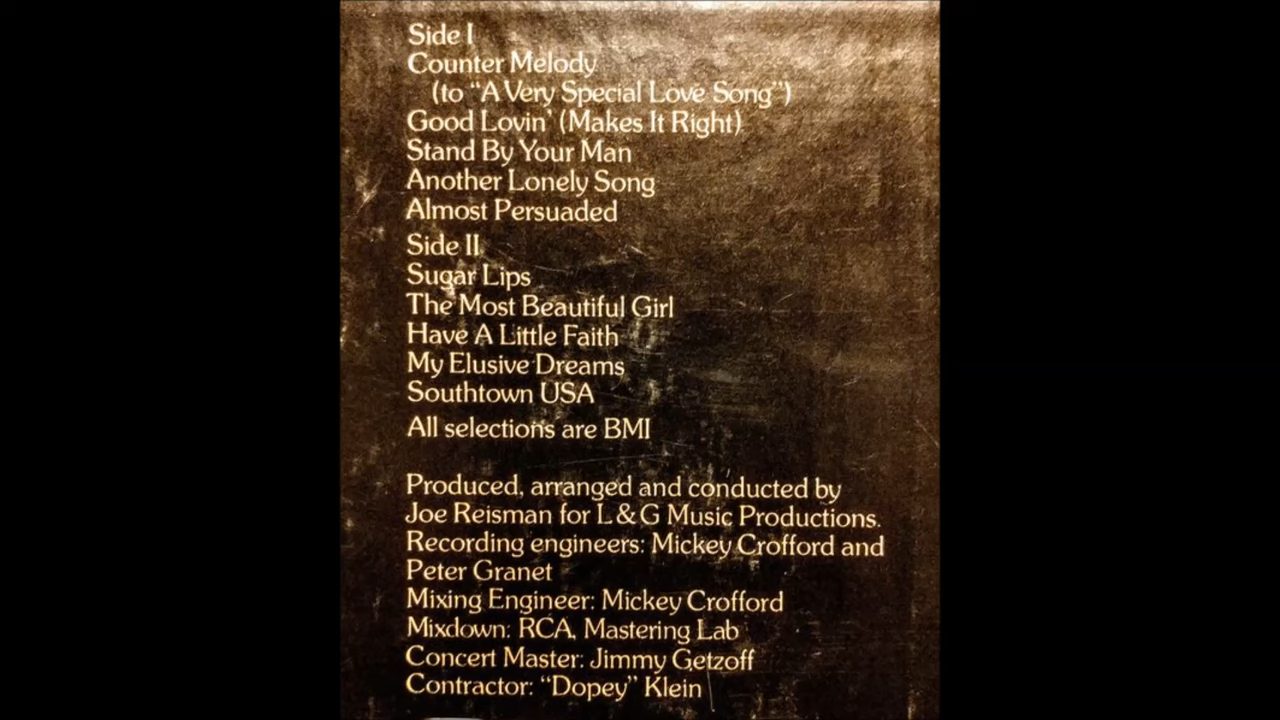 Side I
Counter Melody
(to “A Very Special Love Song”)
Good Lovin’ (Makes It Right)
Stand By Your Man
Another Lonely Song
Almost Persuaded
Side II
Sugar Lips
The Most Beautiful Girl
Have A Little Faith
My Elusive Dreams
Southtown USA
All selections are BMI
Produced, arranged and conducted by
Joe Reisman for L & G Music Productions.
Recording engineers: Mickey Crofford and
Peter Granet
Mixing Engineer: Mickey Crofford
Mixdown: RCA, Mastering Lab
Concert Master: Jimmy Getzoff
Contractor: “Dopey” Klein